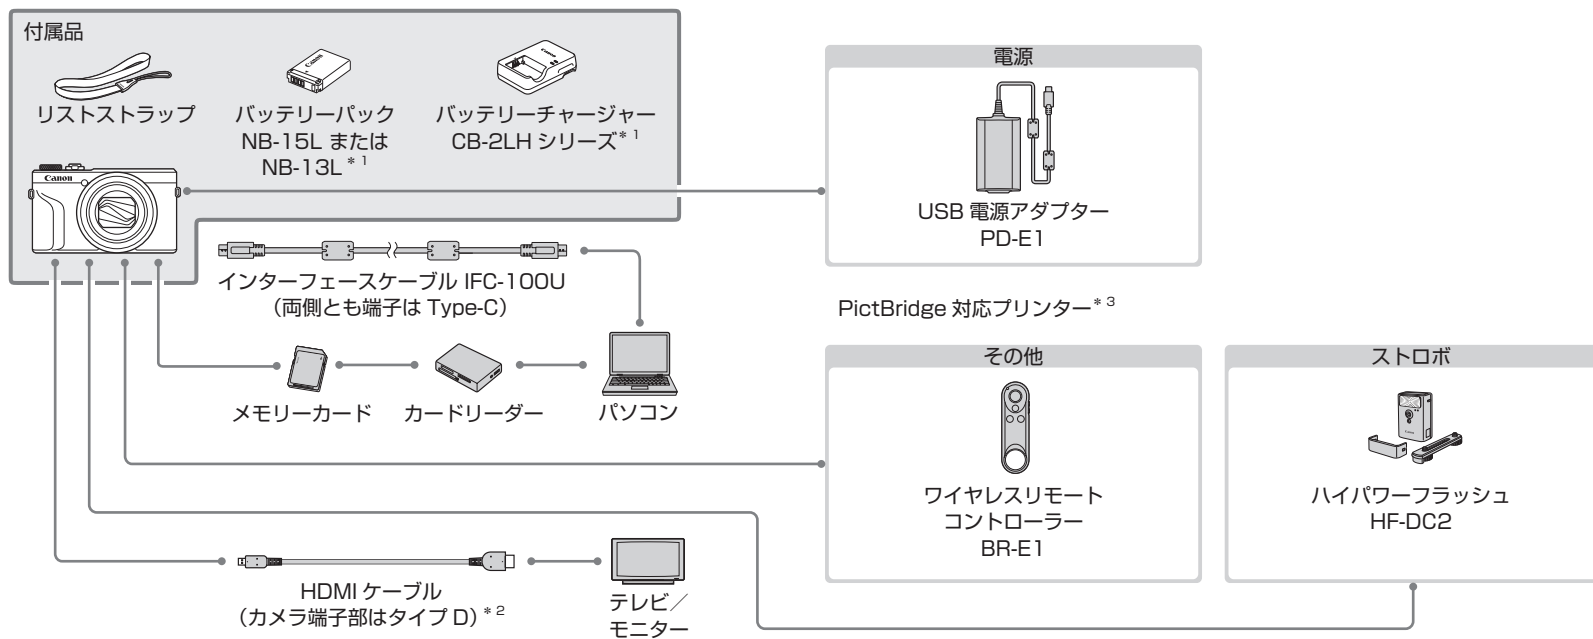 付属品
リストストラップ
バッテリーパック
NB-15L または
NB-13L*1
バッテリーチャージャー
CB-2LH シリーズ*1
Canon
電源
USB 電源アダプター
PD-E1
インターフェースケーブル IFC-100U
（両側とも端子は Type-C）
PictBridge 対応プリンター*3
メモリーカード
カードリーダー
パソコン
その他
ワイヤレスリモート
コントローラー
BR-E1
ストロボ
ハイパワーフラッシュ
HF-DC2
HDMI ケーブル
（カメラ端子部はタイプ D）*2
テレビ／
モニター